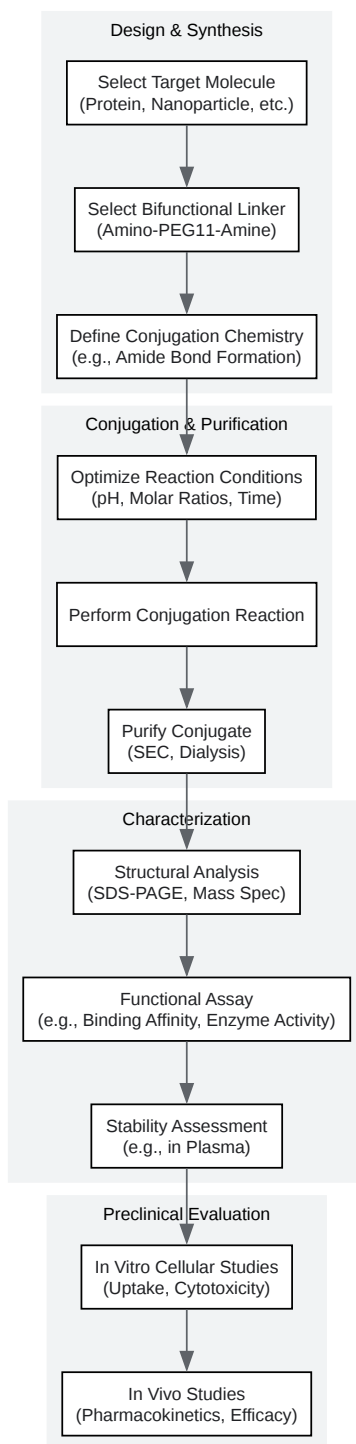 Design & Synthesis
Select Target Molecule
(Protein, Nanoparticle, etc.)
Select Bifunctional Linker
(Amino-PEG11-Amine)
Define Conjugation Chemistry
(e.g., Amide Bond Formation)
Conjugation & Purification
Optimize Reaction Conditions
(pH, Molar Ratios, Time)
Perform Conjugation Reaction
Purify Conjugate
(SEC, Dialysis)
Characterization
Structural Analysis
(SDS-PAGE, Mass Spec)
Functional Assay
(e.g., Binding Affinity, Enzyme Activity)
Stability Assessment
(e.g., in Plasma)
Preclinical Evaluation
In Vitro Cellular Studies
(Uptake, Cytotoxicity)
In Vivo Studies
(Pharmacokinetics, Efficacy)